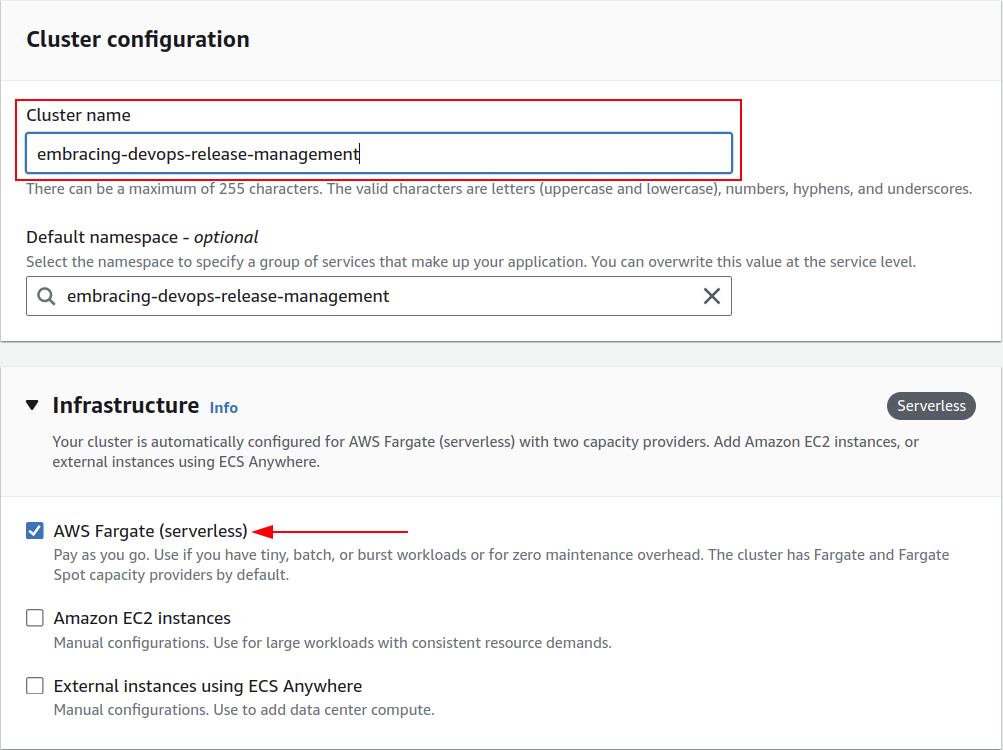 Cluster configuration
Cluster name
embracing-devops-release-management
There can be a maximum of 255 characters. The valid characters are letters (uppercase and lowercase), numbers, hyphens, and underscores.
Default namespace - optional
Select the namespace to specify a group of services that make up your application. You can overwrite this value at the service level.
embracing-devops-release-management
Infrastructure Info Serverless
Your cluster is automatically configured for AWS Fargate (serverless) with two capacity providers. Add Amazon EC2 instances, or
external instances using ECS Anywhere.
AWS Fargate (serverless)
Pay as you go. Use if you have tiny, batch, or burst workloads or for zero maintenance overhead. The cluster has Fargate and Fargate
Spot capacity providers by default.
Amazon EC2 instances
Manual configurations. Use for large workloads with consistent resource demands.
External instances using ECS Anywhere
Manual configurations. Use to add data center compute.